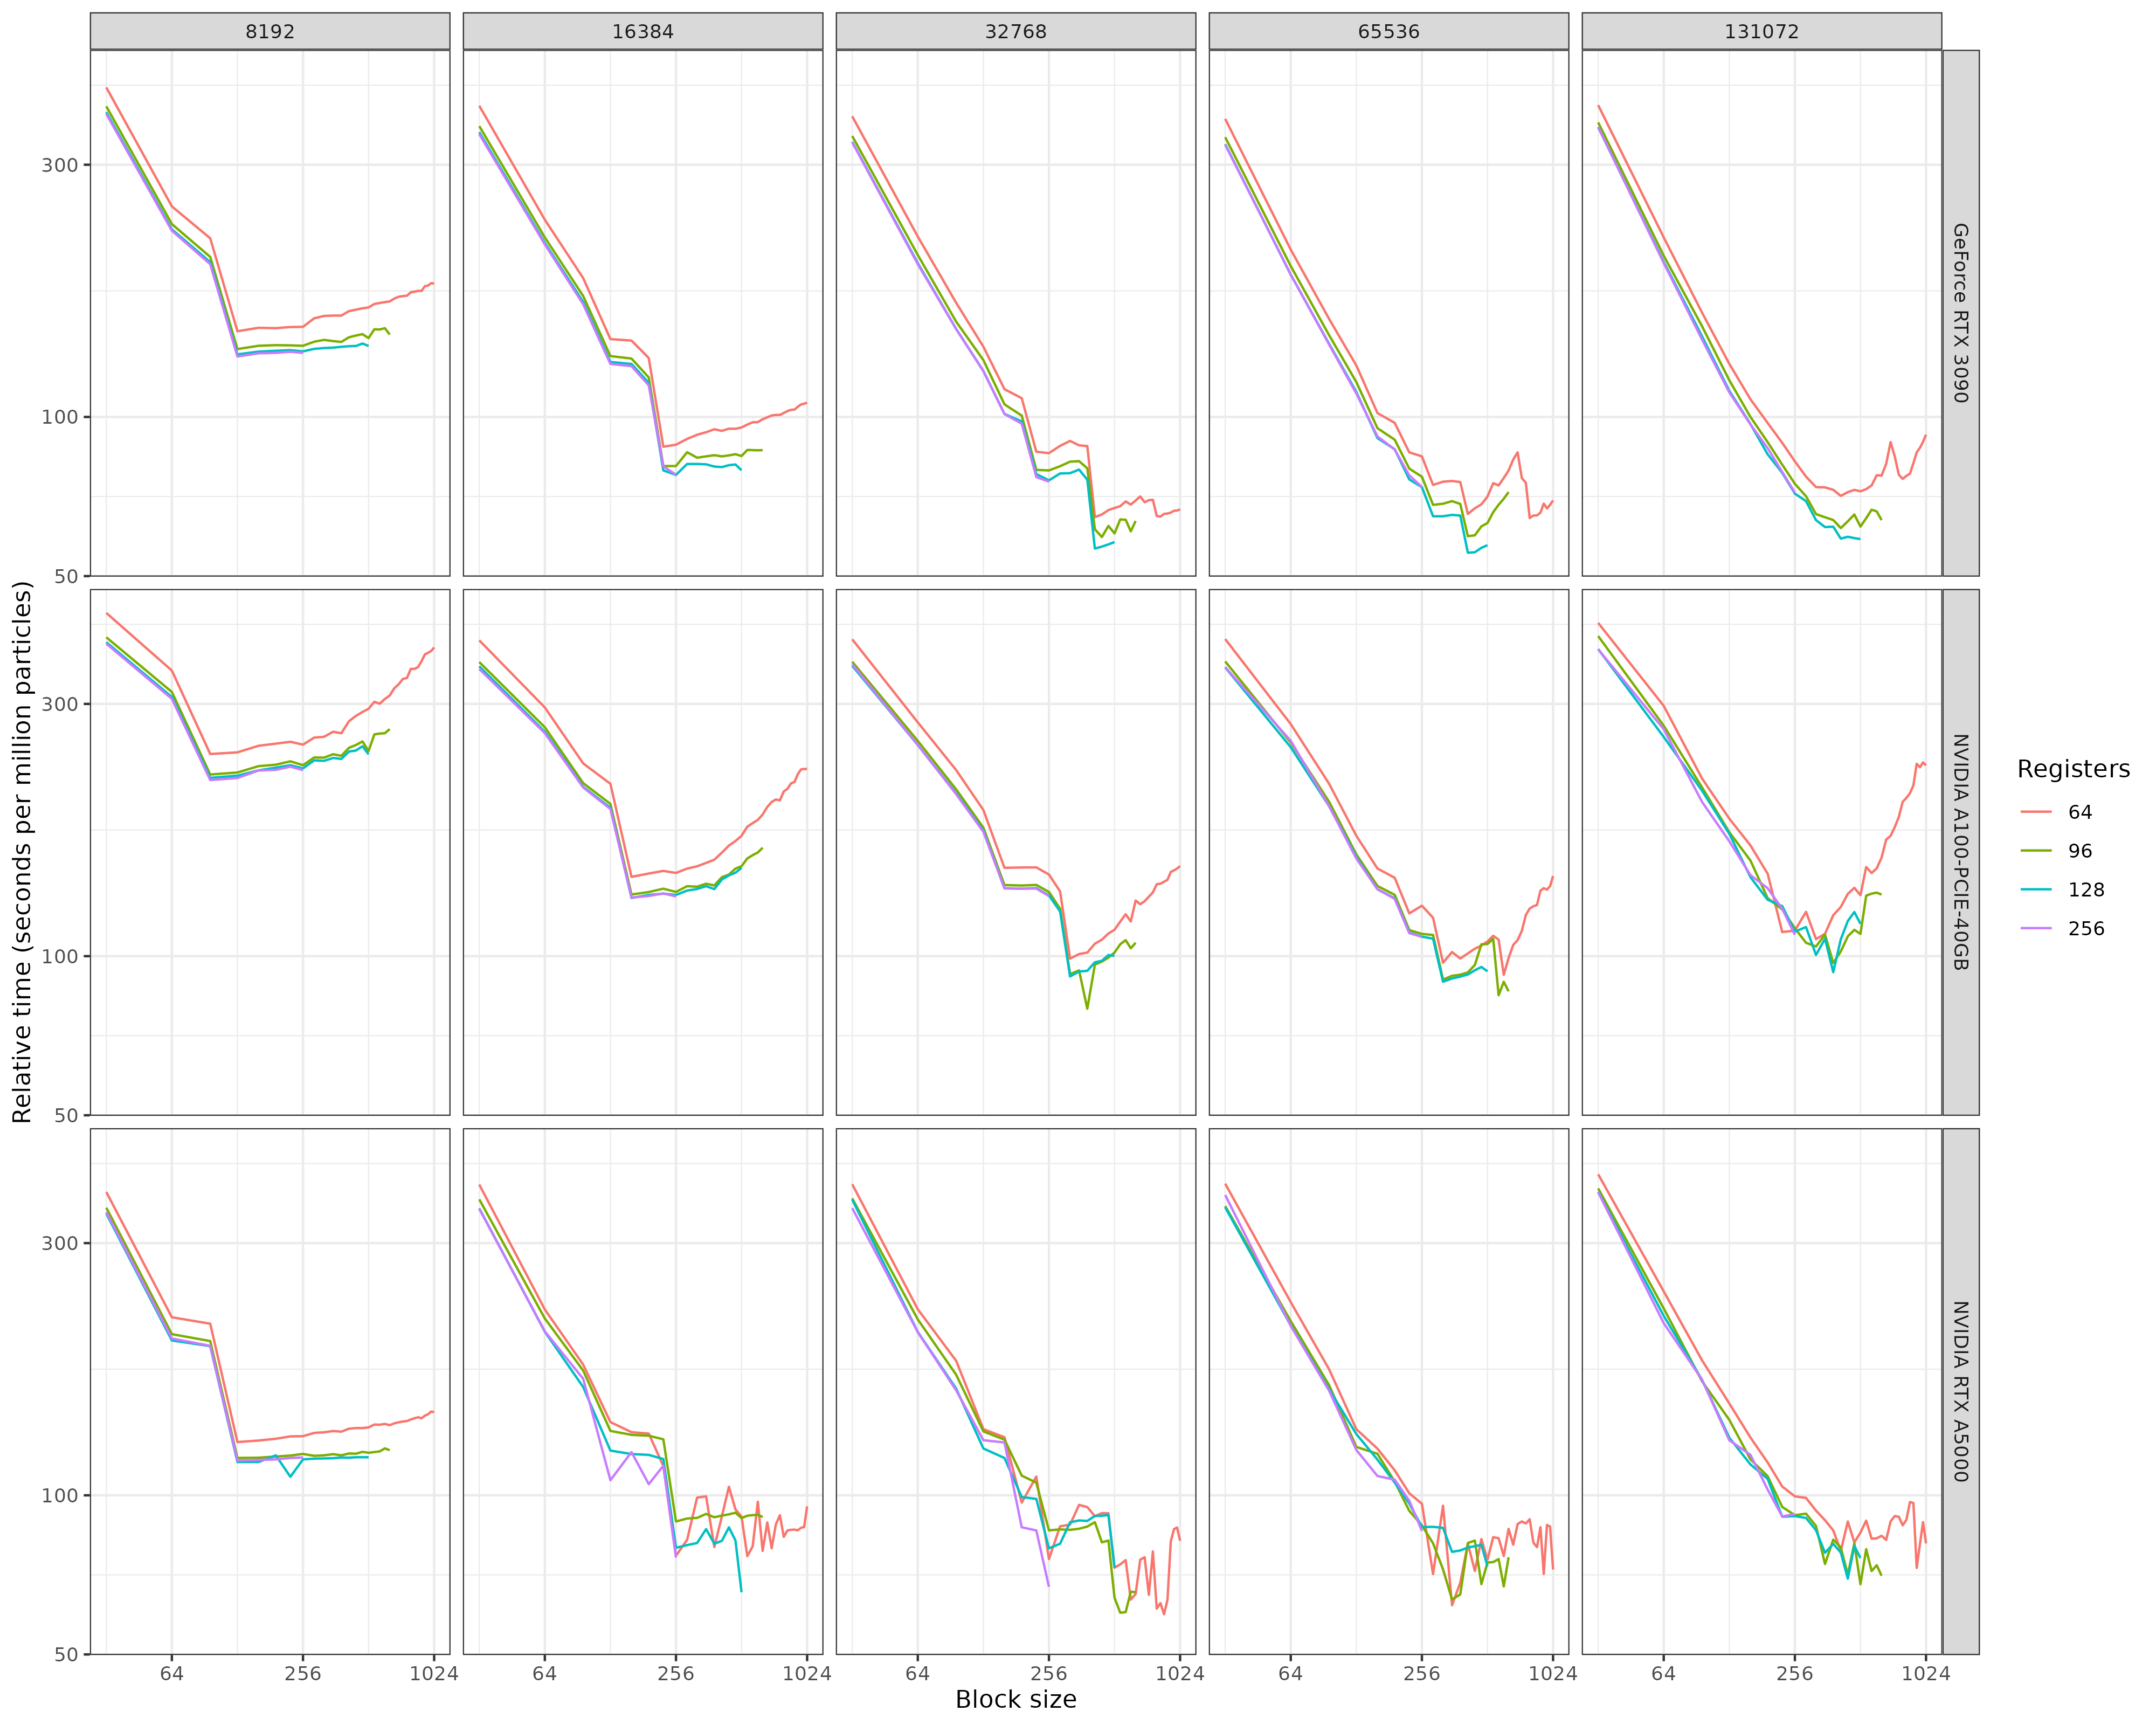 8192 16384 32768 65536 131072
Relative time (seconds per million particles)
300
100
50
GeForce RTX 3090
300
100
50
NVIDIA A100-PCIE-40GB
300
100
50
NVIDIA RTX A5000
64 256 1024 64 256 1024 64 256 1024 64 256 1024 64 256 1024
Block size
Registers
64
96
128
256